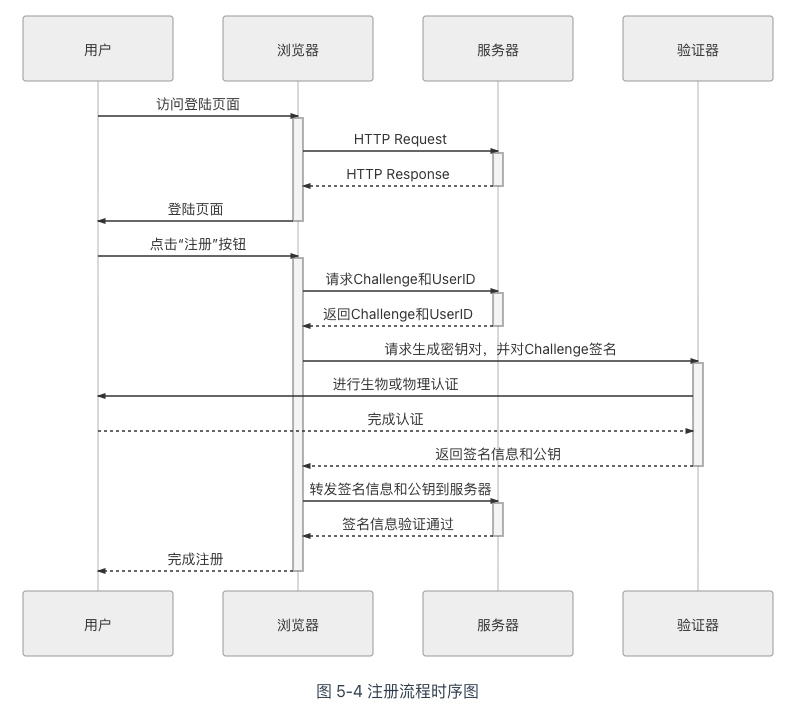 用户
浏览器
服务器
验证器
访问登陆页面
HTTP Request
HTTP Response
登陆页面
点击“注册”按钮
请求Challenge和UserID
返回Challenge和UserID
请求生成密钥对，并对Challenge签名
进行生物或物理认证
完成认证
返回签名信息和公钥
转发签名信息和公钥到服务器
签名信息验证通过
完成注册
用户
浏览器
服务器
验证器
图 5-4 注册流程时序图